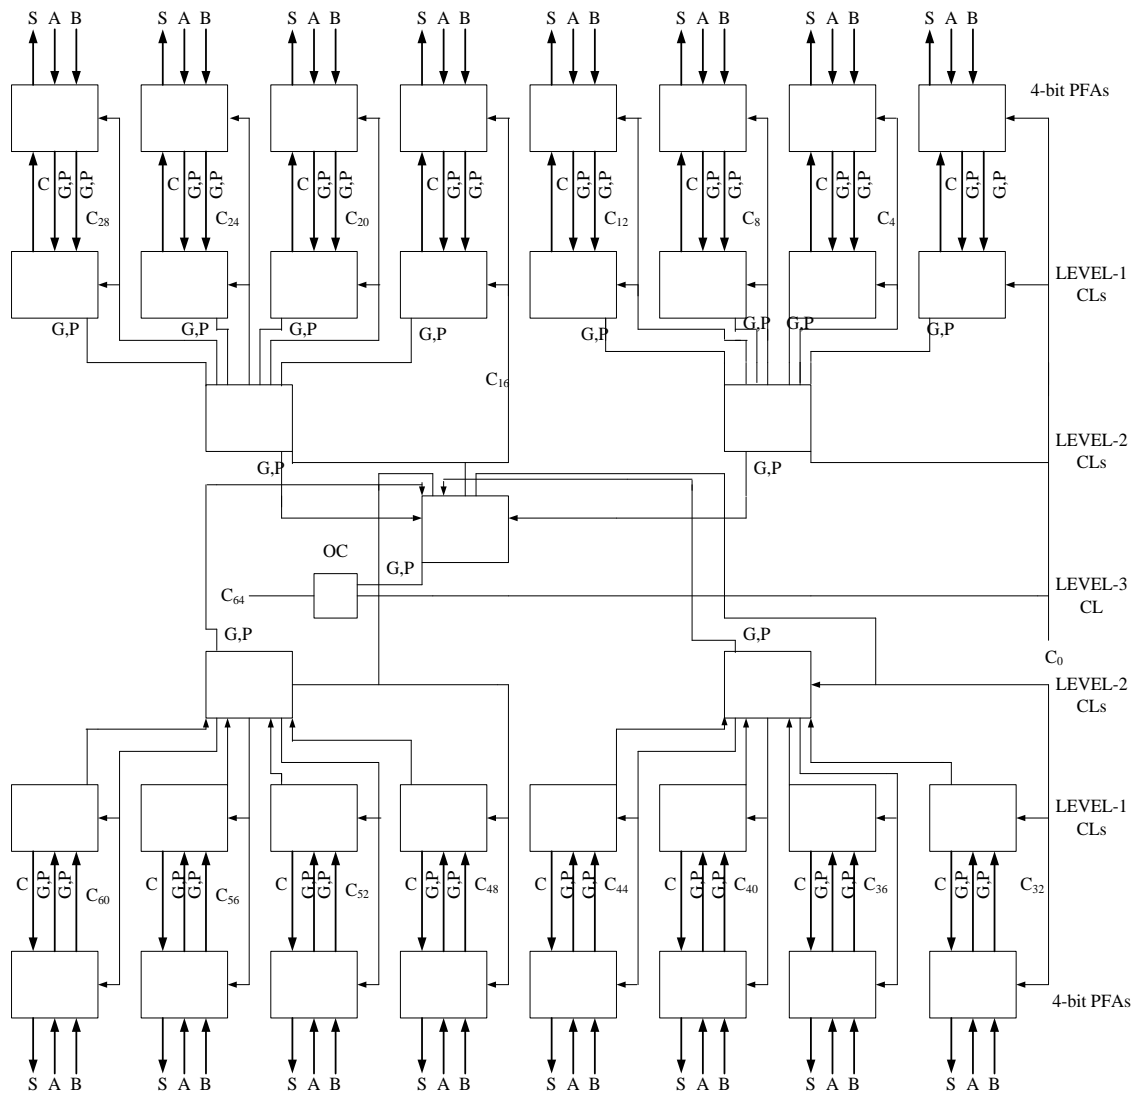 S A B S A B S A B S A B S A B S A B S A B S A B
4-bit PFAs
C G,P G,P C G,P G,P C G,P G,P C G,P G,P C G,P G,P C G,P G,P C G,P G,P C G,P G,P
C28 C24 C20 C12 C8 C4
LEVEL-1
CLs
G,P G,P G,P G,P G,P G,P G,P G,P
C16
LEVEL-2
CLs
G,P G,P
OC
G,P
C64
LEVEL-3
CL
G,P G,P
C0
LEVEL-2
CLs
LEVEL-1
CLs
C G,P G,P C G,P G,P C G,P G,P C G,P G,P C G,P G,P C G,P G,P C G,P G,P C G,P G,P
C60 C56 C52 C48 C44 C40 C36 C32
4-bit PFAs
S A B S A B S A B S A B S A B S A B S A B S A B